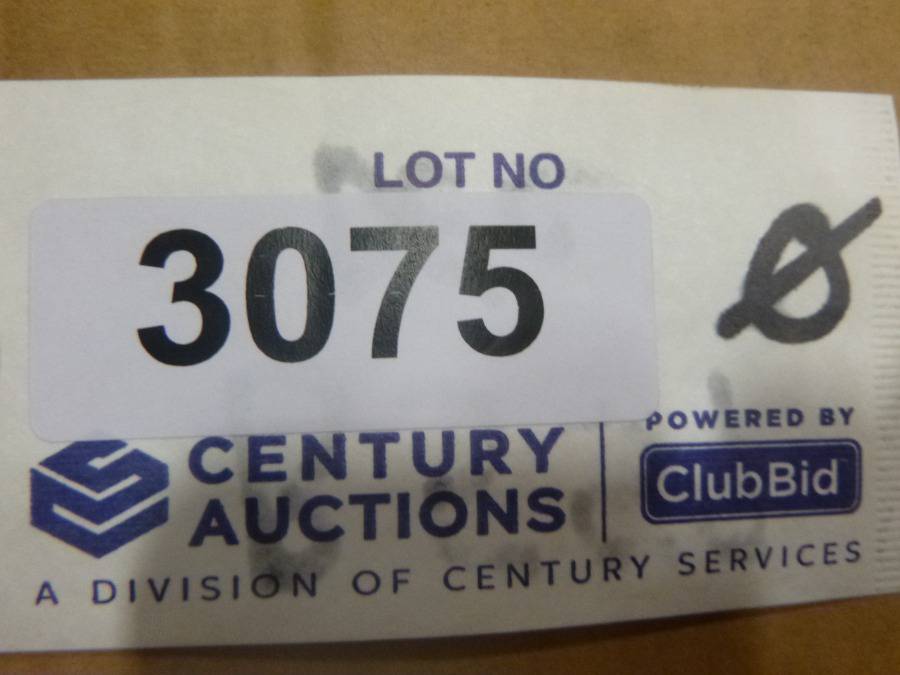 LOT NO
3075
Ø
CENTURY
AUCTIONS
POWERED BY
ClubBid
A DIVISION OF CENTURY SERVICES